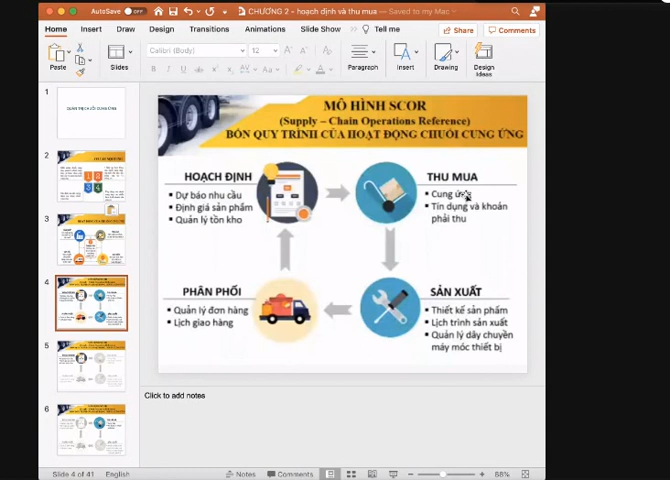 AutoSave OFF
CHƯƠNG 2 - hoạch định và thu mua — Saved to my Mac
Home Insert Draw Design Transitions Animations Slide Show Tell me Share Comments
Calibri (Body) 12
Paste Slides Paragraph Insert Drawing Design Ideas
1
2
3
4
5
6
MÔ HÌNH SCOR
(Supply – Chain Operations Reference)
BỐN QUY TRÌNH CỦA HOẠT ĐỘNG CHUỖI CUNG ỨNG
HOẠCH ĐỊNH
Dự báo nhu cầu
Định giá sản phẩm
Quản lý tồn kho
THU MUA
Cung ứng
Tín dụng và khoản
phải thu
PHÂN PHỐI
Quản lý đơn hàng
Lịch giao hàng
SẢN XUẤT
Thiết kế sản phẩm
Lịch trình sản xuất
Quản lý dây chuyền
máy móc thiết bị
Click to add notes
Slide 4 of 41 English Notes Comments 88%